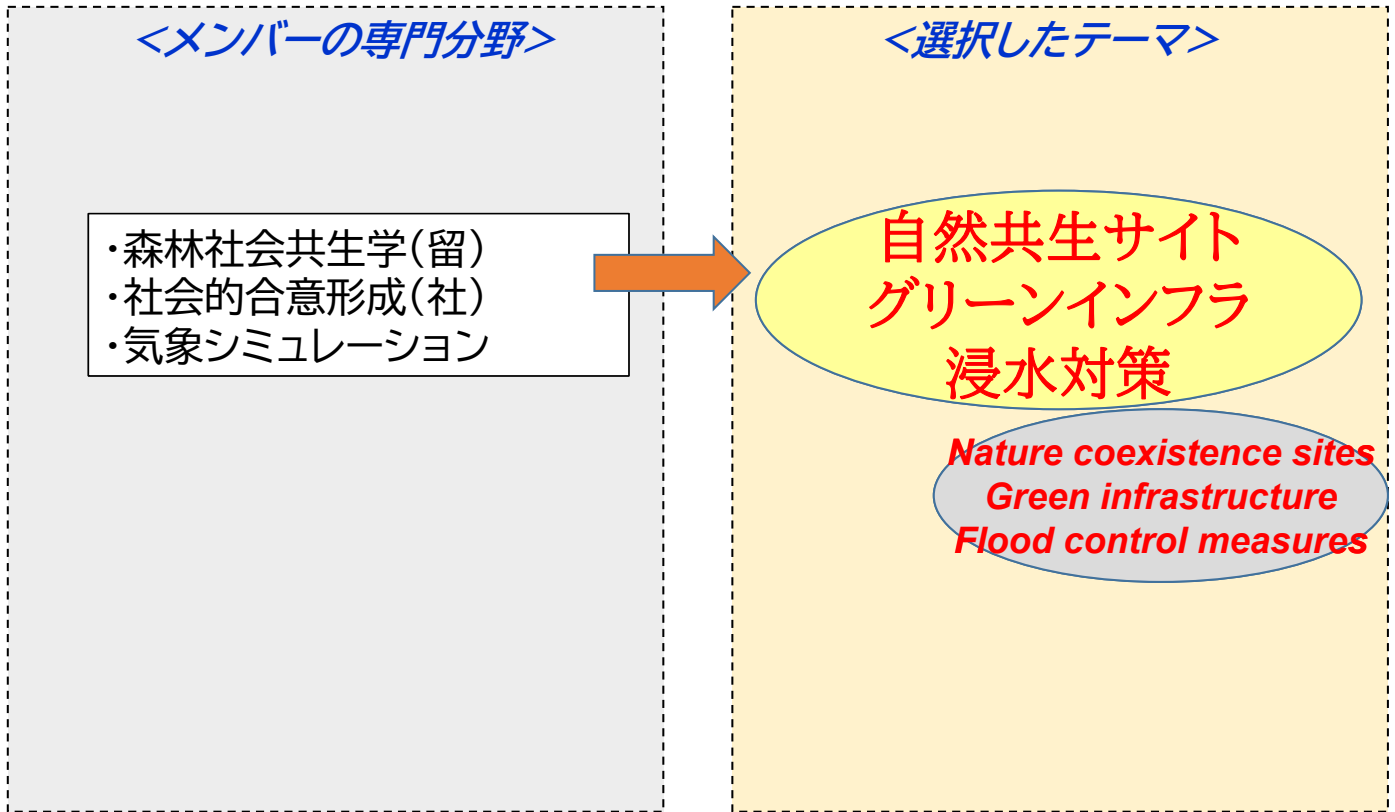 <メンバーの専門分野>
・森林社会共生学(留)
・社会的合意形成(社)
・気象シミュレーション
<選択したテーマ>
自然共生サイト
グリーンインフラ
浸水対策
Nature coexistence sites
Green infrastructure
Flood control measures